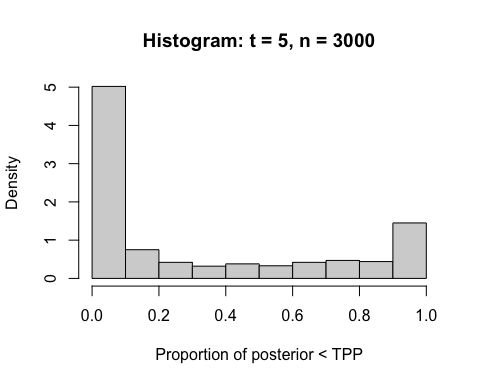 Histogram: t = 5, n = 3000
Density
5
4
3
2
1
0
0.0 0.2 0.4 0.6 0.8 1.0
Proportion of posterior < TPP